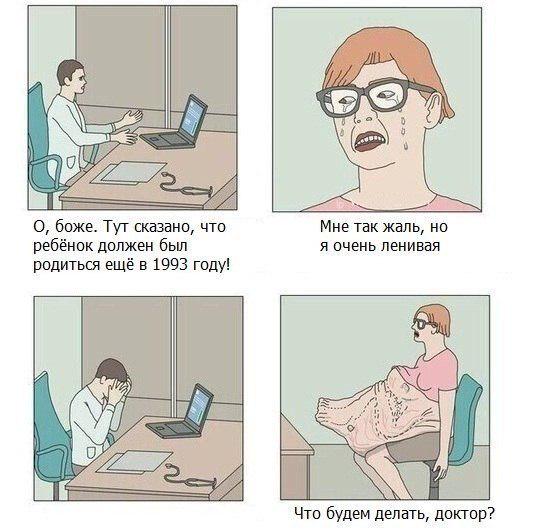 О, боже. Тут сказано, что
ребёнок должен был
родиться ещё в 1993 году!
Мне так жаль, но
я очень ленивая
Что будем делать, доктор?